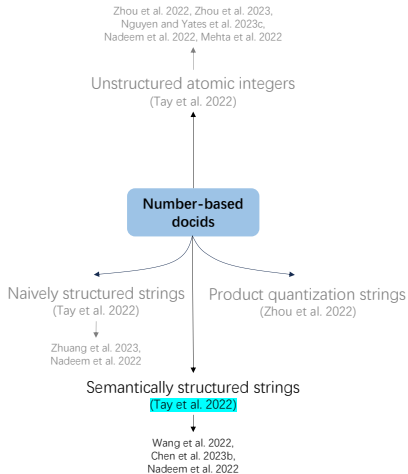 Zhou et al. 2022, Zhou et al. 2023,
Nguyen and Yates et al. 2023c,
Nadeem et al. 2022, Mehta et al. 2022
Unstructured atomic integers
(Tay et al. 2022)
Number-based
docids
Naively structured strings
(Tay et al. 2022)
Product quantization strings
(Zhou et al. 2022)
Zhuang et al. 2023,
Nadeem et al. 2022
Semantically structured strings
(Tay et al. 2022)
Wang et al. 2022,
Chen et al. 2023b,
Nadeem et al. 2022